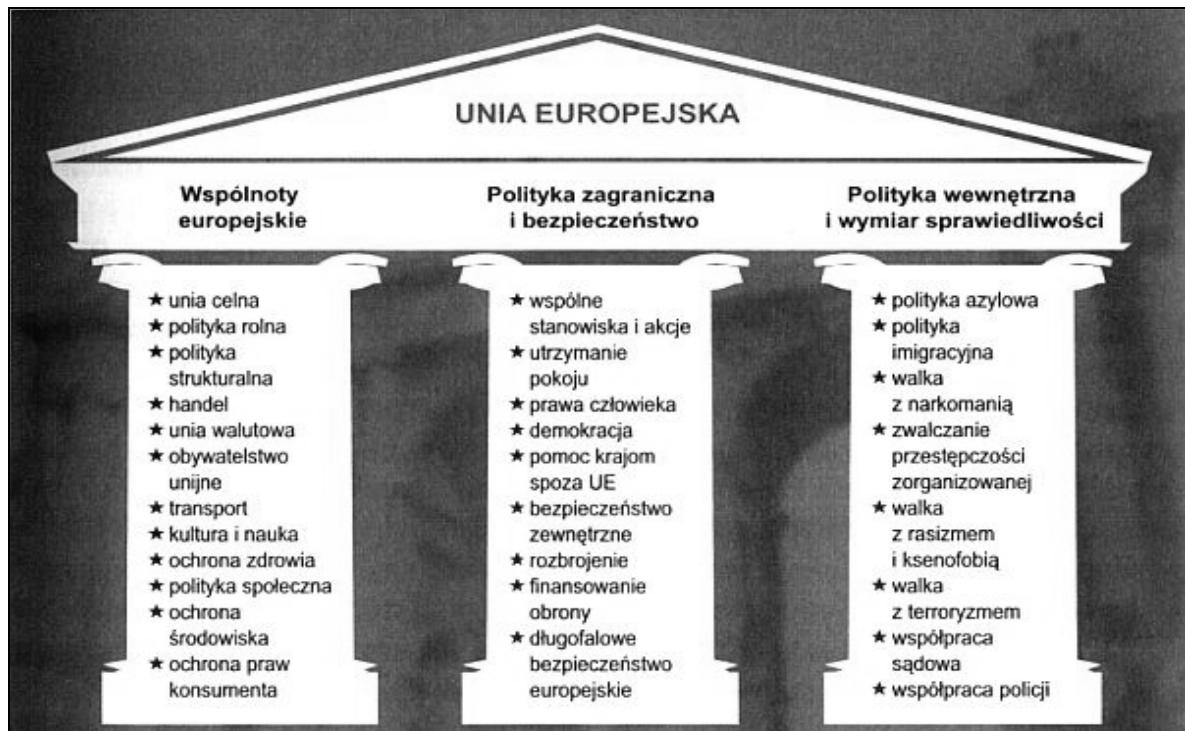 UNIA EUROPEJSKA
Wspólnoty
europejskie
★ unia celna
★ polityka rolna
★ polityka
strukturalna
★ handel
★ unia walutowa
★ obywatelstwo
unijne
★ transport
★ kultura i nauka
★ ochrona zdrowia
★ polityka społeczna
★ ochrona
środowiska
★ ochrona praw
konsumenta
Polityka zagraniczna
i bezpieczeństwo
★ wspólne
stanowiska i akcje
★ utrzymanie
pokoju
★ prawa człowieka
★ demokracja
★ pomoc krajom
spoza UE
★ bezpieczeństwo
zewnętrzne
★ rozbrojenie
★ finansowanie
obrony
★ długofalowe
bezpieczeństwo
europejskie
Polityka wewnętrzna
i wymiar sprawiedliwości
★ polityka azylowa
★ polityka
imigracyjna
★ walka
z narkomanią
★ zwalczanie
przestępczości
zorganizowanej
★ walka
z rasizmem
i ksenofobią
★ walka
z terroryzmem
★ współpraca
sądowa
★ współpraca policji